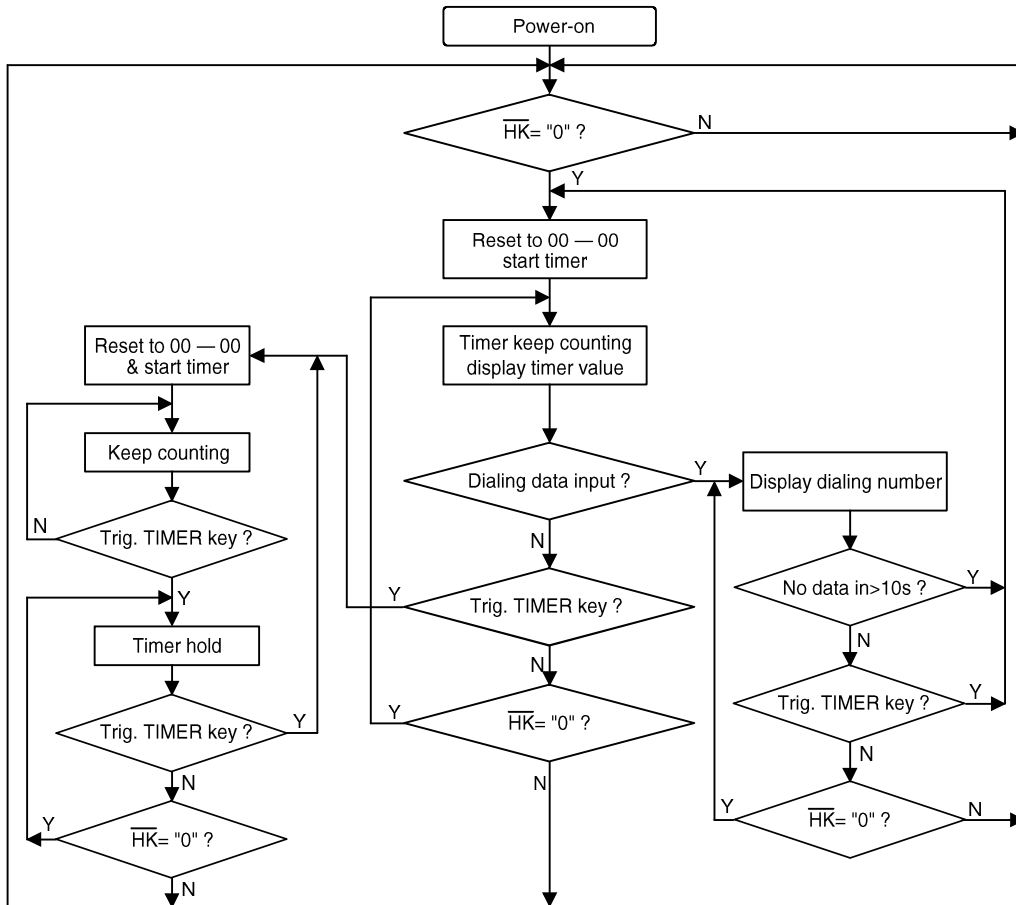 Power-on
HK= "0" ?
N
Y
Reset to 00 — 00
start timer
Timer keep counting
display timer value
Dialing data input ?
Y
N
Trig. TIMER key ?
Y
N
HK= "0" ?
Y
N
Reset to 00 — 00
& start timer
Keep counting
Trig. TIMER key ?
N
Y
Timer hold
Trig. TIMER key ?
Y
N
HK= "0" ?
Y
N
Display dialing number
No data in>10s ?
Y
N
Trig. TIMER key ?
Y
N
HK= "0" ?
Y
N